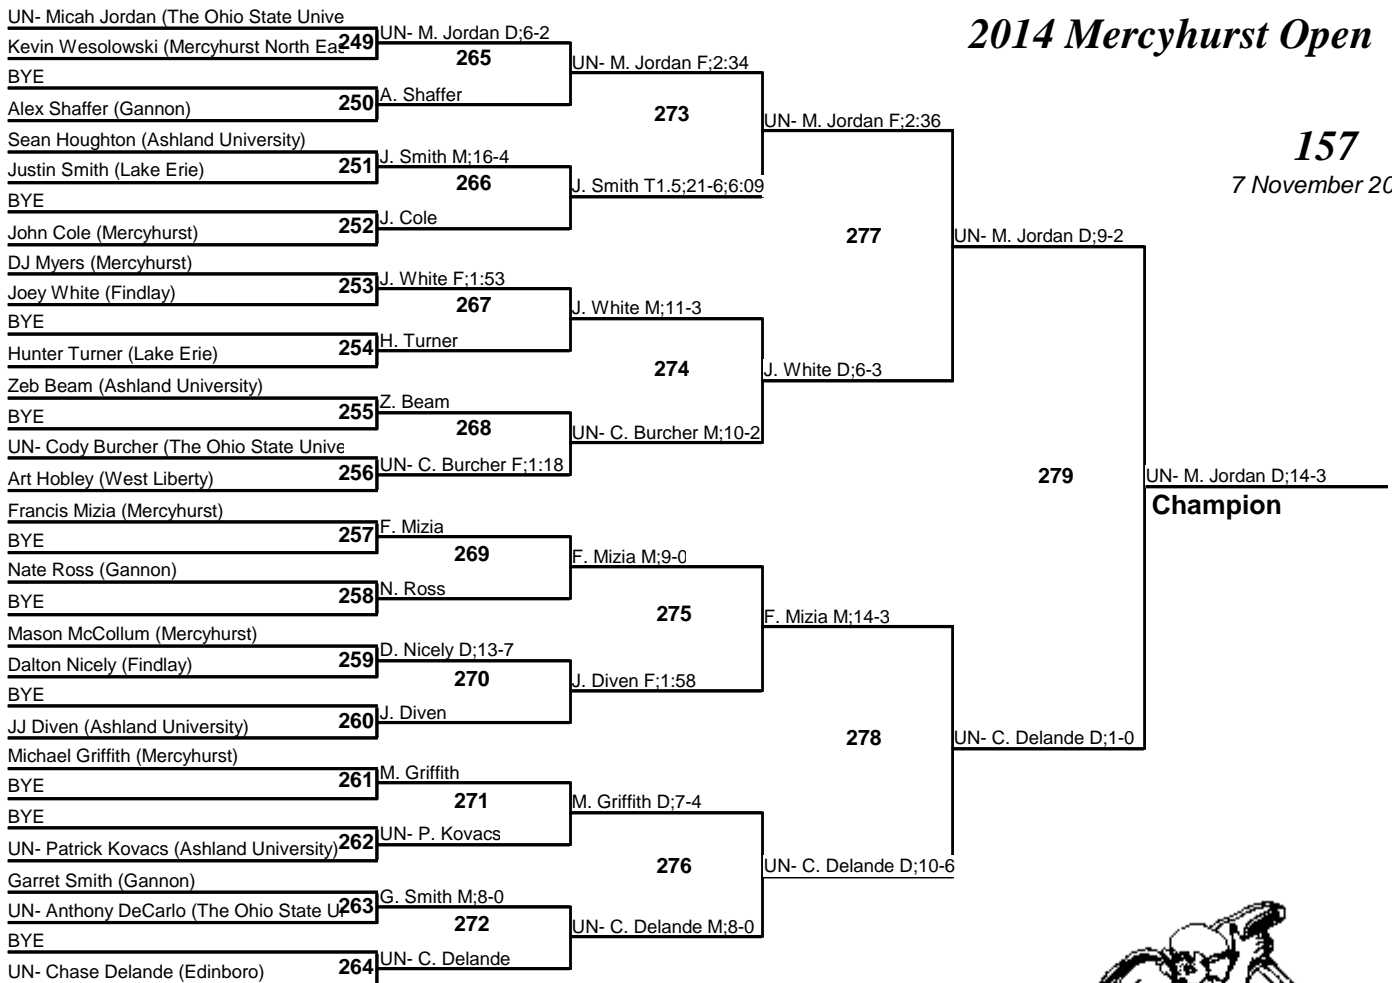 2014 Mercyhurst Open
157
7 November 20
UN- Micah Jordan (The Ohio State Unive
Kevin Wesolowski (Mercyhurst North Eas
249
BYE
Alex Shaffer (Gannon)
250
Sean Houghton (Ashland University)
Justin Smith (Lake Erie)
251
BYE
John Cole (Mercyhurst)
252
DJ Myers (Mercyhurst)
Joey White (Findlay)
253
BYE
Hunter Turner (Lake Erie)
254
Zeb Beam (Ashland University)
BYE
255
UN- Cody Burcher (The Ohio State Unive
Art Hobley (West Liberty)
256
Francis Mizia (Mercyhurst)
BYE
257
Nate Ross (Gannon)
BYE
258
Mason McCollum (Mercyhurst)
Dalton Nicely (Findlay)
259
BYE
JJ Diven (Ashland University)
260
Michael Griffith (Mercyhurst)
BYE
261
BYE
UN- Patrick Kovacs (Ashland University)
262
Garret Smith (Gannon)
UN- Anthony DeCarlo (The Ohio State U
263
BYE
UN- Chase Delande (Edinboro)
264
UN- M. Jordan D;6-2
265
A. Shaffer
J. Smith M;16-4
266
J. Cole
J. White F;1:53
267
H. Turner
Z. Beam
268
UN- C. Burcher F;1:18
F. Mizia
269
N. Ross
D. Nicely D;13-7
270
J. Diven
M. Griffith
271
UN- P. Kovacs
G. Smith M;8-0
272
UN- C. Delande
UN- M. Jordan F;2:34
273
J. Smith T1.5;21-6;6:09
J. White M;11-3
274
UN- C. Burcher M;10-2
F. Mizia M;9-0
275
J. Diven F;1:58
M. Griffith D;7-4
276
UN- C. Delande M;8-0
UN- M. Jordan F;2:36
277
J. White D;6-3
F. Mizia M;14-3
278
UN- C. Delande D;10-6
UN- M. Jordan D;9-2
279
UN- C. Delande D;1-0
UN- M. Jordan D;14-3
Champion